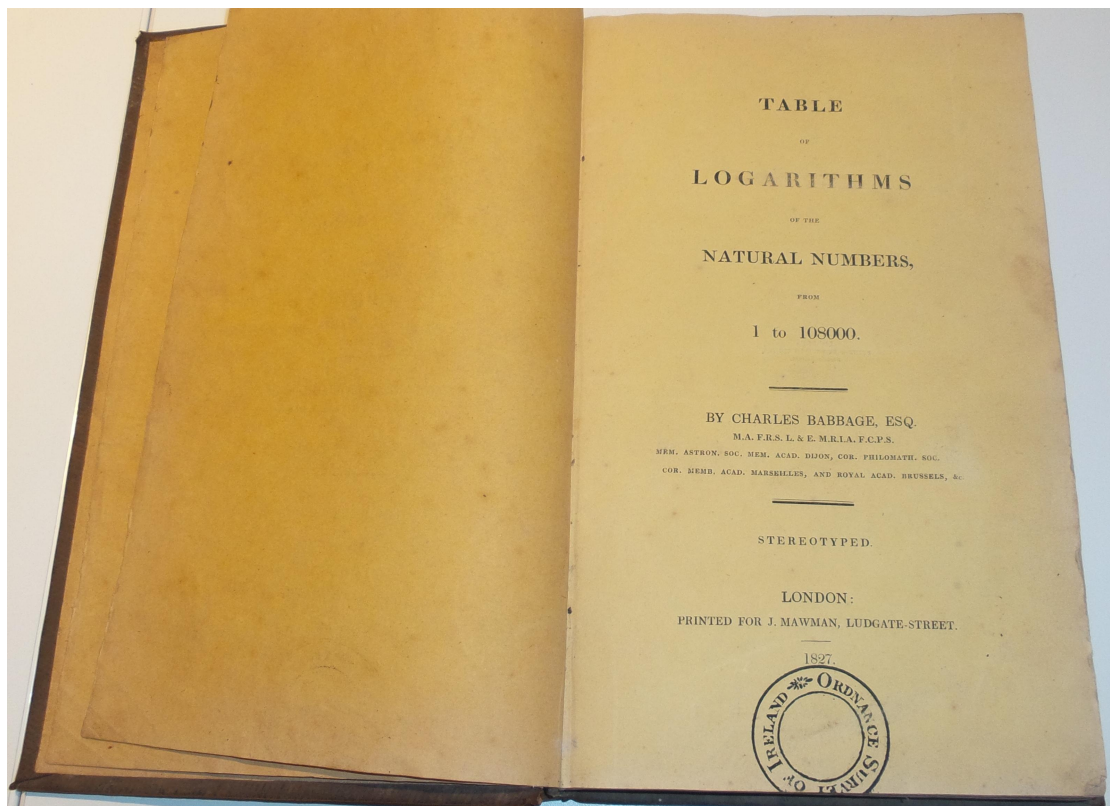 TABLE
OF
LOGARITHMS
OF THE
NATURAL NUMBERS,
FROM
1 to 108000.
BY CHARLES BABBAGE, ESQ.
M.A. F.R.S. L. & E. M.R.I.A. F.C.P.S.
MEM. ASTRON. SOC. MEM. ACAD. DIJON, COR. PHILOMATH. SOC.
COR. MEMB. ACAD. MARSEILLES, AND ROYAL ACAD. BRUSSELS, &c
STEREOTYPED.
LONDON:
PRINTED FOR J. MAWMAN, LUDGATE-STREET.
1827.
ORDNANCE SURVEY OF IRELAND